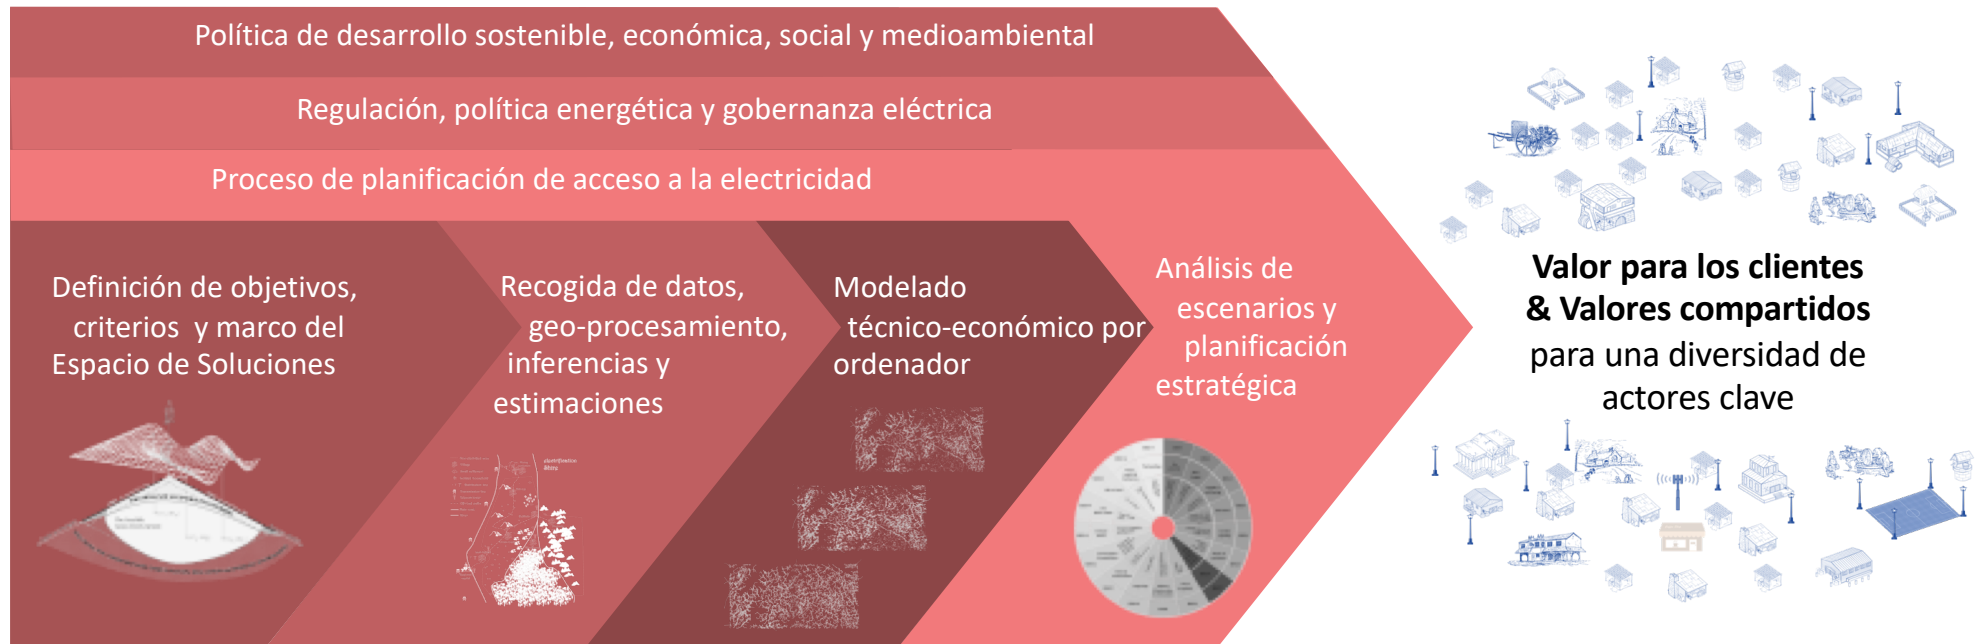 Política de desarrollo sostenible, económica, social y medioambiental
Regulación, política energética y gobernanza eléctrica
Proceso de planificación de acceso a la electricidad
Definición de objetivos,
criterios y marco del
Espacio de Soluciones
Recogida de datos,
geo-procesamiento,
inferencias y
estimaciones
Modelado
técnico-económico por
ordenador
Análisis de
escenarios y
planificación
estratégica
Valor para los clientes
& Valores compartidos
para una diversidad de
actores clave